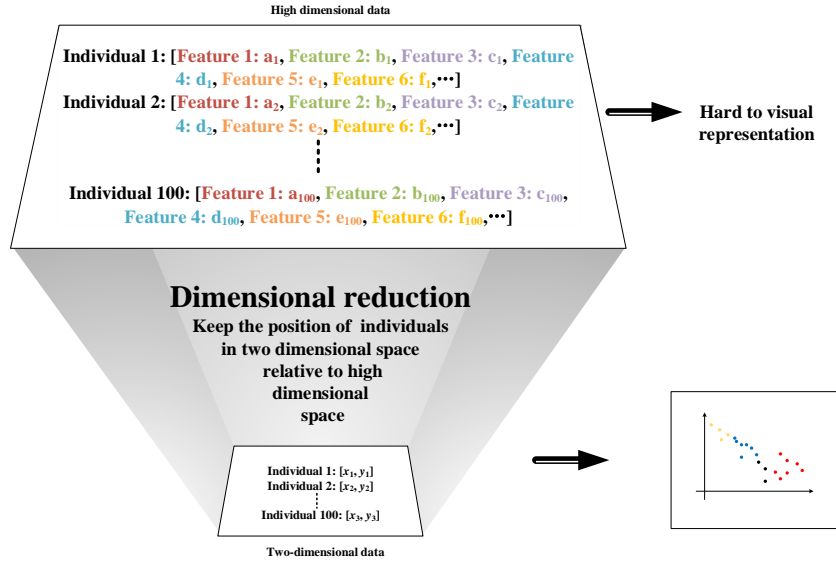 High dimensional data
Individual 1: [Feature 1: a₁, Feature 2: b₁, Feature 3: c₁, Feature
4: d₁, Feature 5: e₁, Feature 6: f₁,···]
Individual 2: [Feature 1: a₂, Feature 2: b₂, Feature 3: c₂, Feature
4: d₂, Feature 5: e₂, Feature 6: f₂,···]
Individual 100: [Feature 1: a₁₀₀, Feature 2: b₁₀₀, Feature 3: c₁₀₀,
Feature 4: d₁₀₀, Feature 5: e₁₀₀, Feature 6: f₁₀₀,···]
Hard to visual
representation
Dimensional reduction
Keep the position of individuals
in two dimensional space
relative to high
dimensional
space
Individual 1: [x₁, y₁]
Individual 2: [x₂, y₂]
Individual 100: [x₃, y₃]
Two-dimensional data